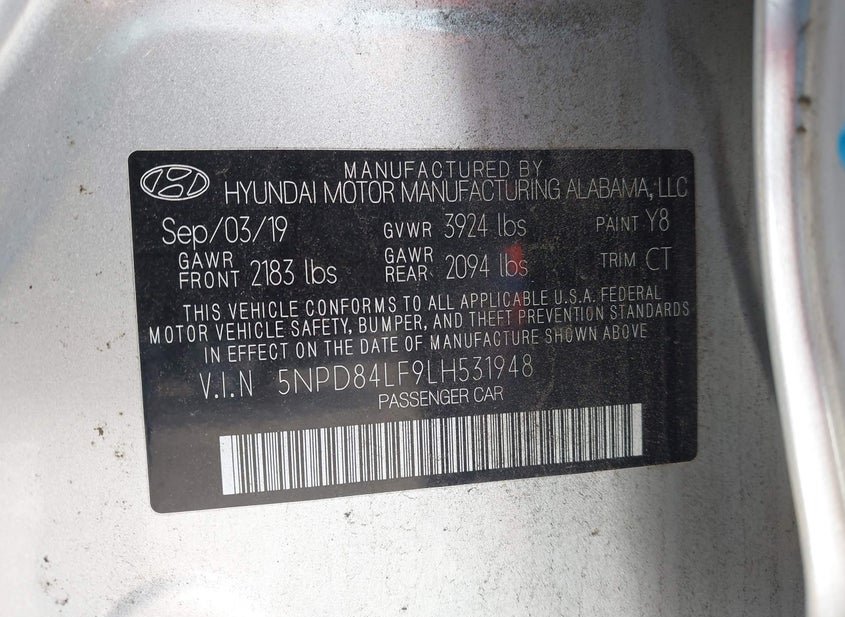 MANUFACTURED BY
HYUNDAI MOTOR MANUFACTURING ALABAMA, LLC
Sep/03/19 GVWR 3924 lbs PAINT Y8
GAWR FRONT 2183 lbs GAWR REAR 2094 lbs TRIM CT
THIS VEHICLE CONFORMS TO ALL APPLICABLE U.S.A. FEDERAL
MOTOR VEHICLE SAFETY, BUMPER, AND THEFT PREVENTION STANDARDS
IN EFFECT ON THE DATE OF MANUFACTURE SHOWN ABOVE
V.I.N 5NPD84LF9LH531948
PASSENGER CAR